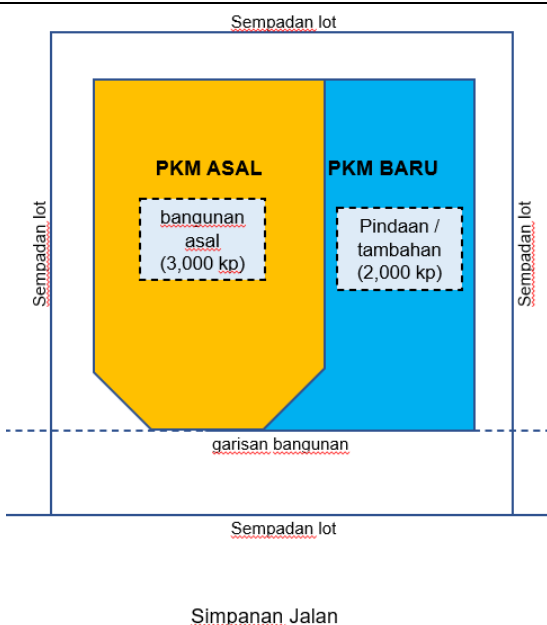 Sempadan lot
PKM ASAL
PKM BARU
bangunan
asal
(3,000 kp)
Pindaan /
tambahan
(2,000 kp)
Sempadan lot
Sempadan lot
garisan bangunan
Sempadan lot
Simpanan Jalan